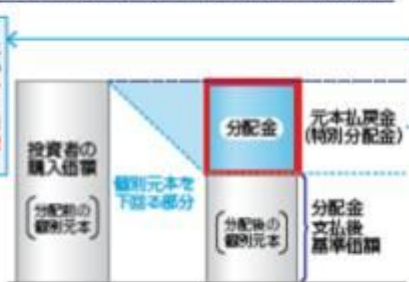 投資者の
購入価額
(分配前の
個別元本)
個別元本を
下回る部分
分配金
(分配後の
個別元本)
元本払戻金
(特別分配金)
分配金
支払後
基準価額